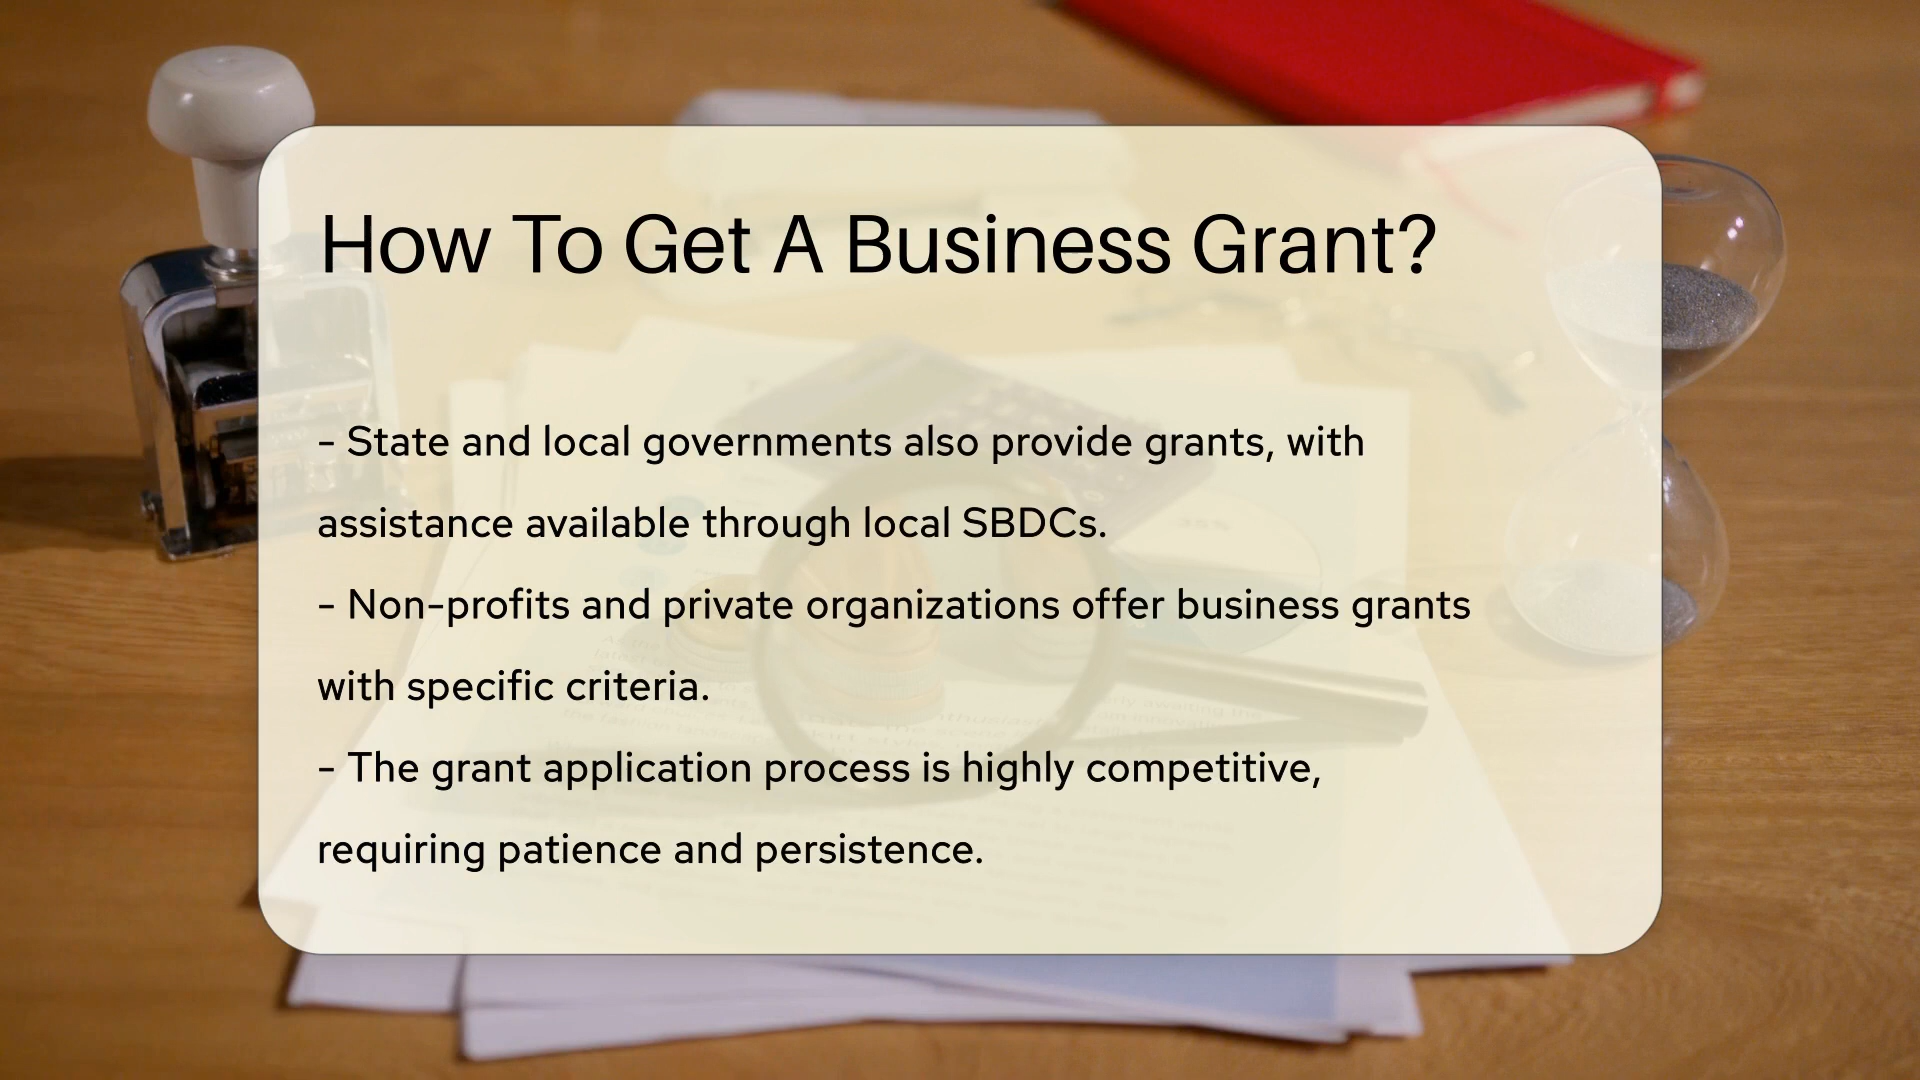 How To Get A Business Grant?
- State and local governments also provide grants, with
assistance available through local SBDCs.
- Non-profits and private organizations offer business grants
with specific criteria.
- The grant application process is highly competitive,
requiring patience and persistence.